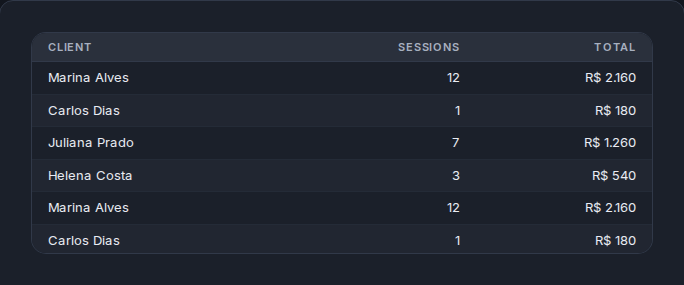 CLIENT SESSIONS TOTAL
Marina Alves 12 R$ 2.160
Carlos Dias 1 R$ 180
Juliana Prado 7 R$ 1.260
Helena Costa 3 R$ 540
Marina Alves 12 R$ 2.160
Carlos Dias 1 R$ 180